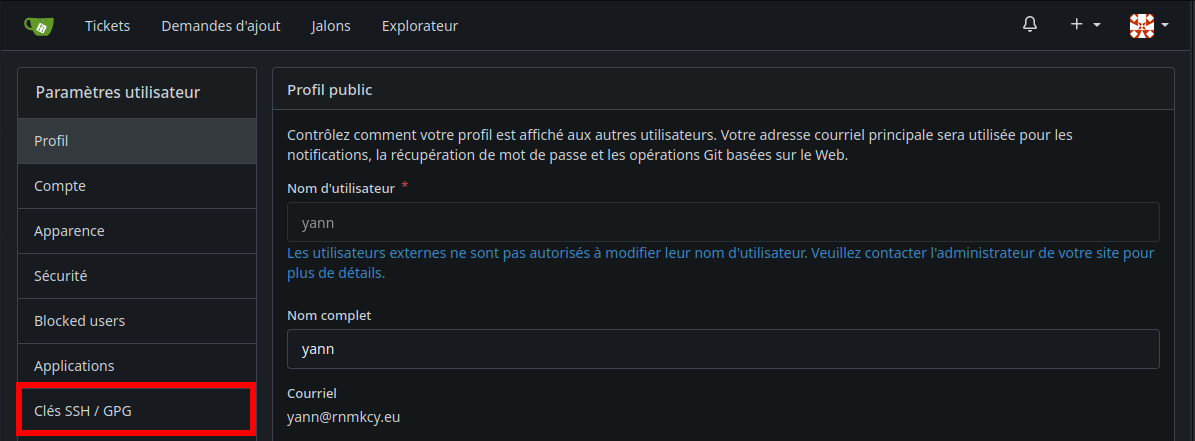 Tickets Demandes d'ajout Jalons Explorateur
Paramètres utilisateur
Profil
Compte
Apparence
Sécurité
Blocked users
Applications
Clés SSH / GPG
Profil public
Contrôlez comment votre profil est affiché aux autres utilisateurs. Votre adresse courriel principale sera utilisée pour les
notifications, la récupération de mot de passe et les opérations Git basées sur le Web.
Nom d'utilisateur *
yann
Les utilisateurs externes ne sont pas autorisés à modifier leur nom d'utilisateur. Veuillez contacter l'administrateur de votre site pour
plus de détails.
Nom complet
yann
Courriel
yann@rnmkcy.eu